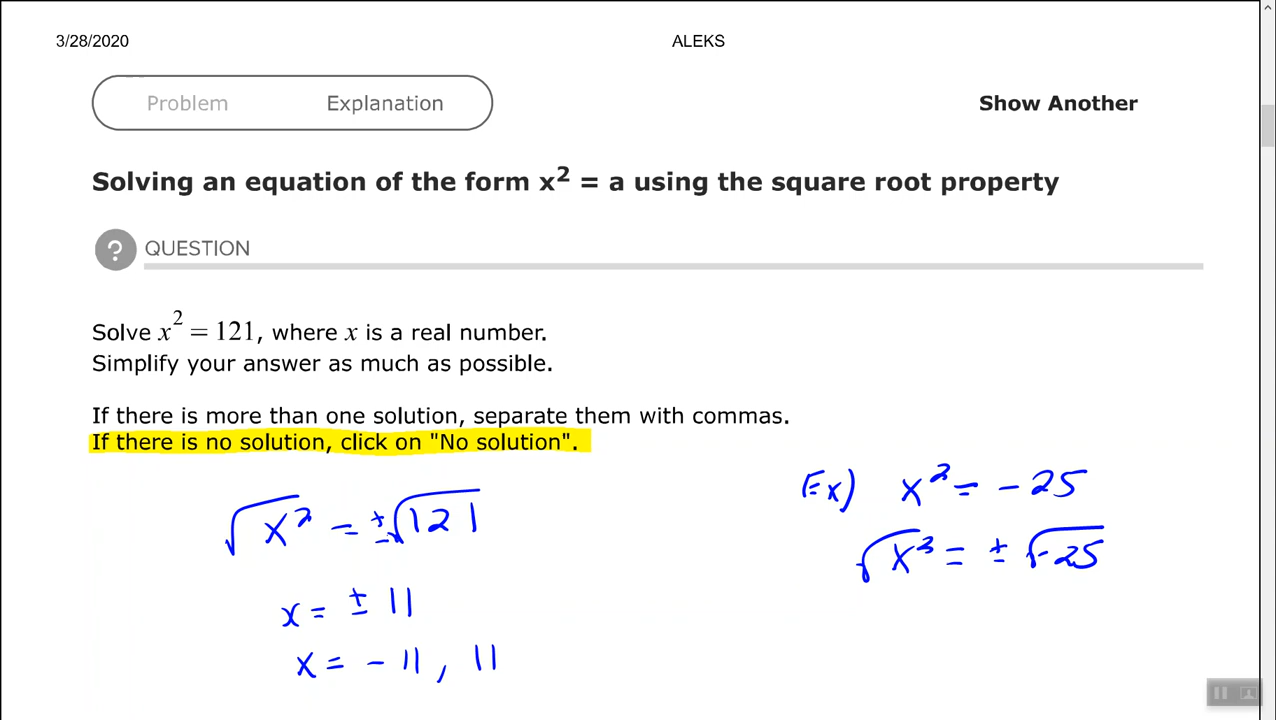 3/28/2020 ALEKS
Problem Explanation Show Another
Solving an equation of the form x² = a using the square root property
? QUESTION
Solve x² = 121, where x is a real number.
Simplify your answer as much as possible.
If there is more than one solution, separate them with commas.
If there is no solution, click on "No solution".
√x² = ±√121
x = ± 11
x = -11, 11
Ex) x² = -25
√x² = ± √-25